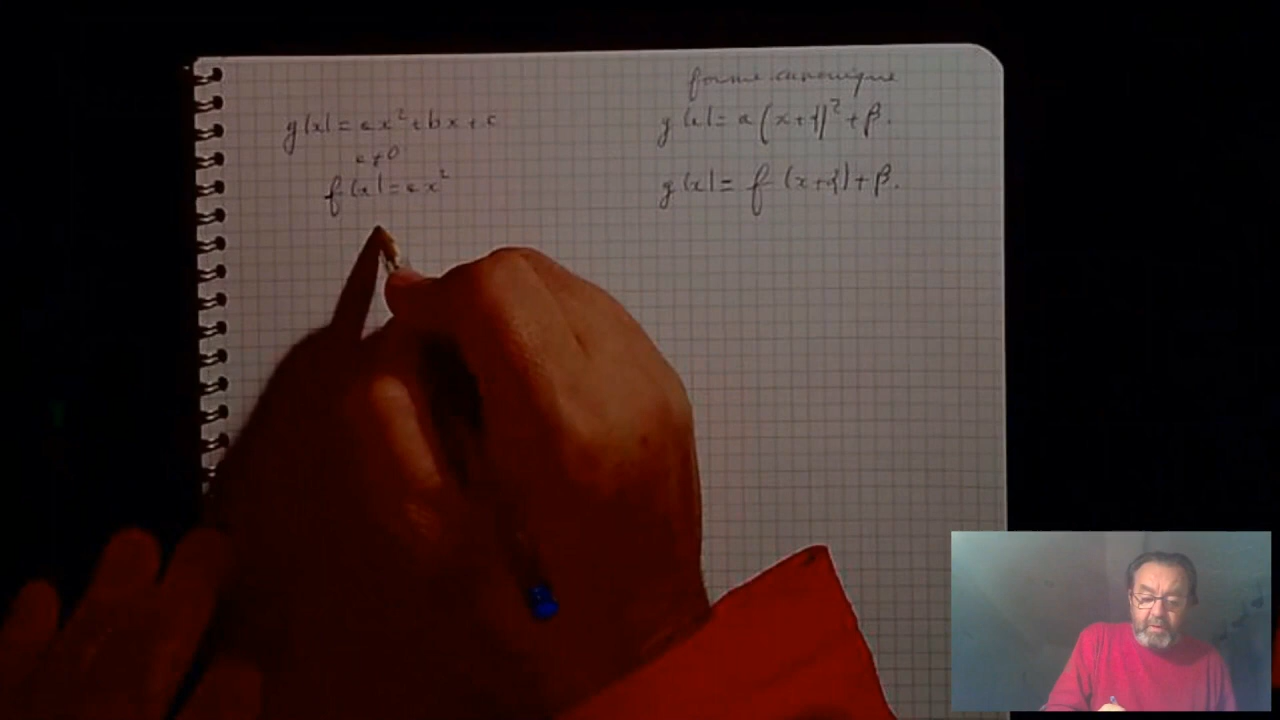 g(x) = ax² + bx + c
a ≠ 0
f(x) = ax²
forme canonique
g(x) = a(x+α)² + β.
g(x) = f(x+α) + β.